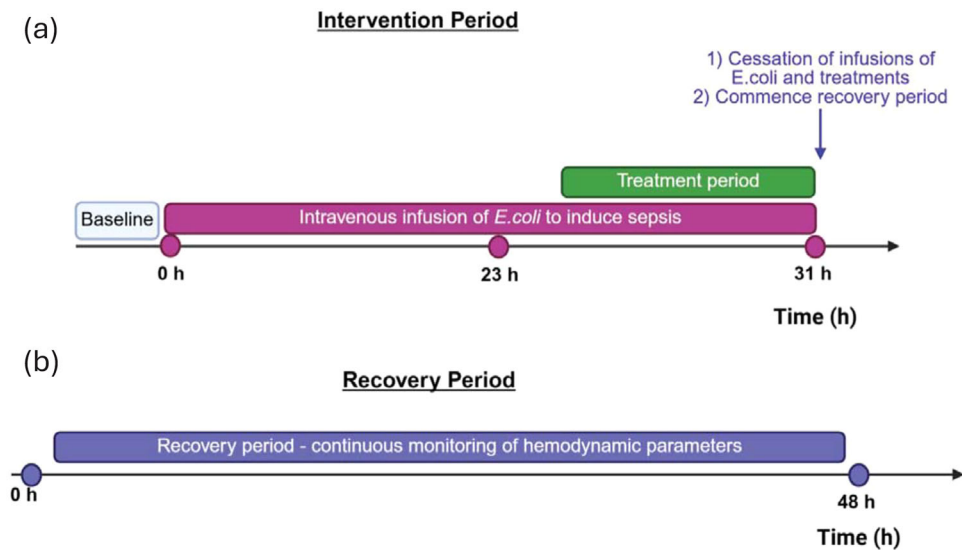 (a)
Intervention Period
1) Cessation of infusions of
E.coli and treatments
2) Commence recovery period
Treatment period
Baseline
Intravenous infusion of E.coli to induce sepsis
0 h
23 h
31 h
Time (h)
(b)
Recovery Period
Recovery period - continuous monitoring of hemodynamic parameters
0 h
48 h
Time (h)